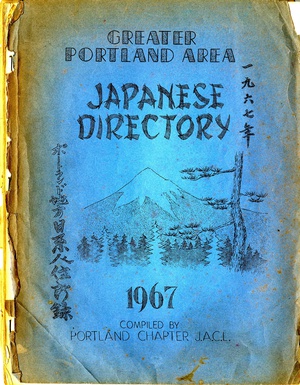 GREATER
PORTLAND AREA
一九六七年
JAPANESE
DIRECTORY
ポートランド地方日系人住所録
1967
COMPILED BY
PORTLAND CHAPTER J.A.C.L.